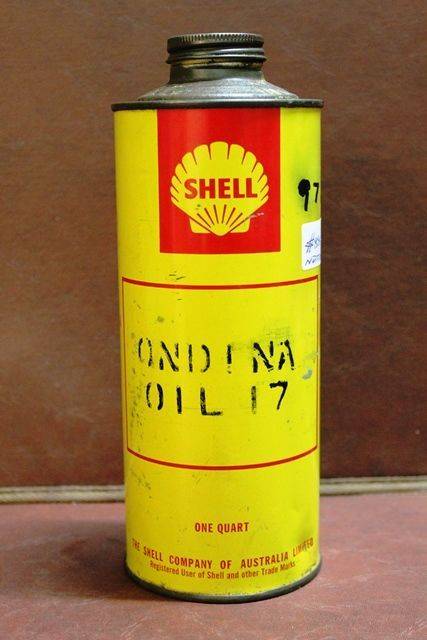 SHELL
97
ONDINA
OIL 17
ONE QUART
THE SHELL COMPANY OF AUSTRALIA LIMITED
Registered User of Shell and other Trade Marks